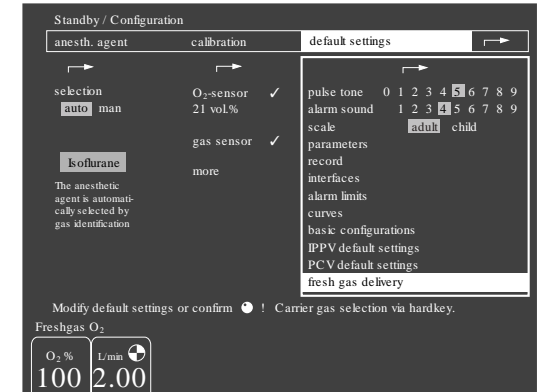 Standby / Configuration
anesth. agent
calibration
default settings
selection
auto man
Isoflurane
The anesthetic
agent is automati-
cally selected by
gas identification
O₂-sensor ✓
21 vol.%
gas sensor ✓
more
pulse tone 0 1 2 3 4 5 6 7 8 9
alarm sound 1 2 3 4 5 6 7 8 9
scale adult child
parameters
record
interfaces
alarm limits
curves
basic configurations
IPPV default settings
PCV default settings
fresh gas delivery
Modify default settings or confirm ! Carrier gas selection via hardkey.
Freshgas O₂
O₂ %
100
L/min
2.00